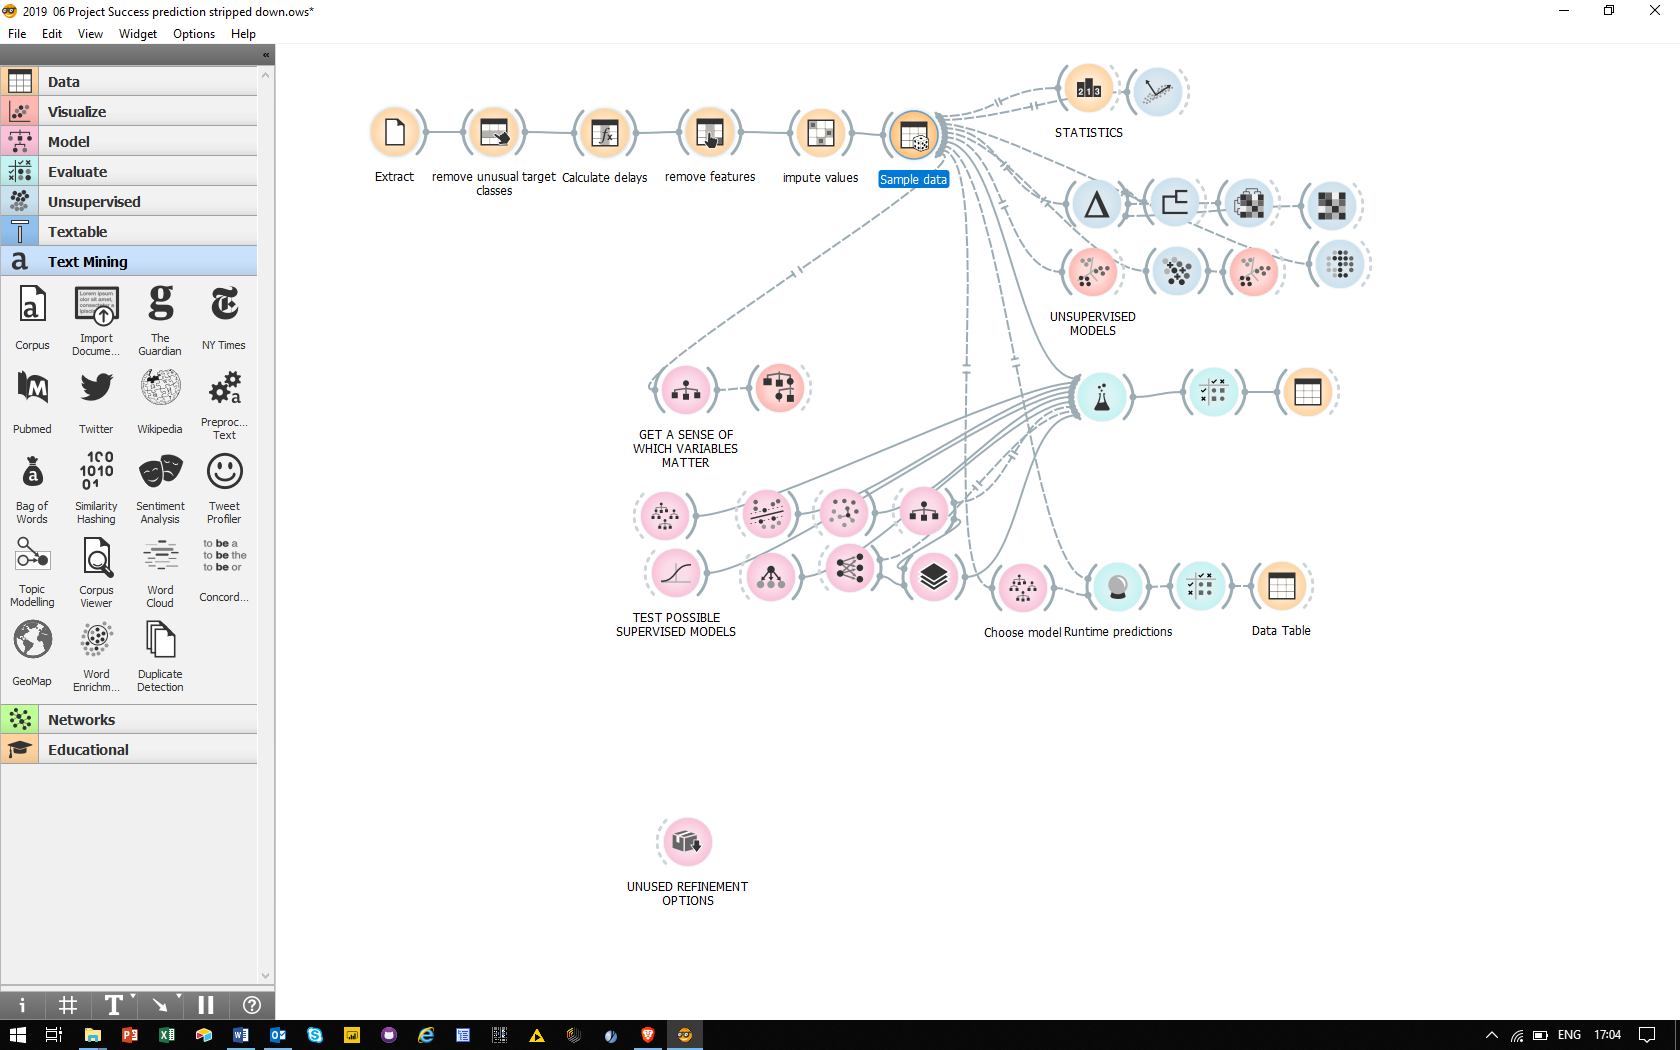 2019  06 Project Success prediction stripped down.ows*
File Edit View Widget Options Help
«
Data
Visualize
Model
Evaluate
Unsupervised
Textable
Text Mining
Corpus
Import
Docume...
The
Guardian
NY Times
Pubmed
Twitter
Wikipedia
Preproc...
Text
Bag of
Words
Similarity
Hashing
Sentiment
Analysis
Tweet
Profiler
Topic
Modelling
Corpus
Viewer
Word
Cloud
to be a
to be the
to be or
Concord...
GeoMap
Word
Enrichm...
Duplicate
Detection
Networks
Educational
Extract
remove unusual target
classes
Calculate delays
remove features
impute values
Sample data
STATISTICS
UNSUPERVISED
MODELS
GET A SENSE OF
WHICH VARIABLES
MATTER
TEST POSSIBLE
SUPERVISED MODELS
Choose model
Runtime predictions
Data Table
UNUSED REFINEMENT
OPTIONS
ENG
17:04